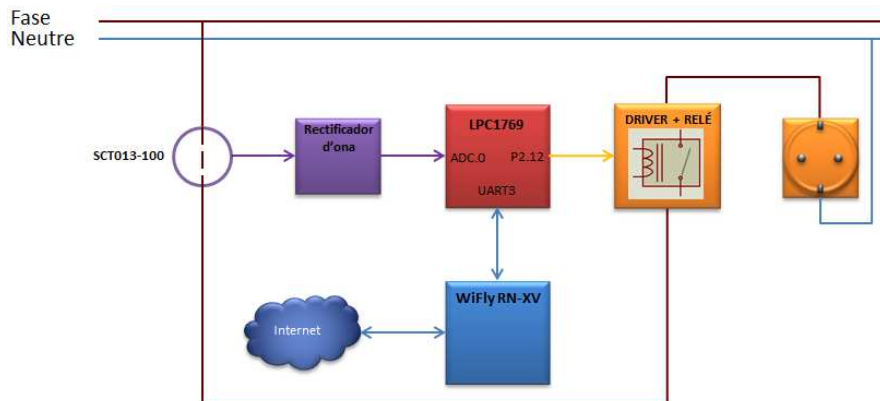 Fase
Neutre
SCT013-100
Rectificador
d'ona
LPC1769
ADC.0
P2.12
UART3
DRIVER + RELÉ
WiFly RN-XV
Internet